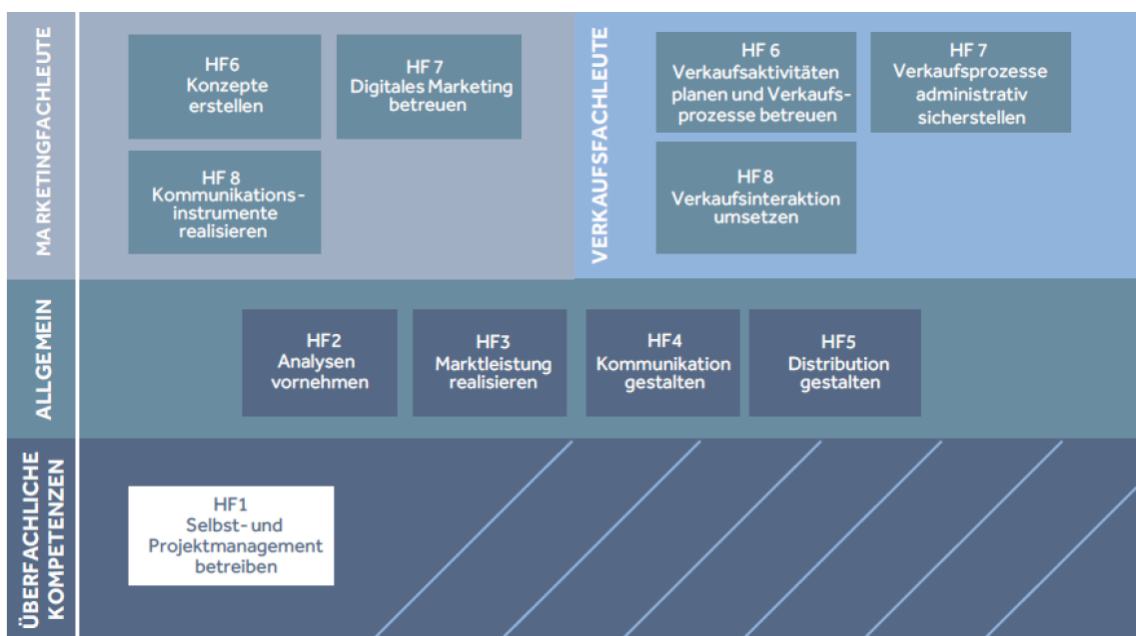 MARKETINGFACHLEUTE
HF6
Konzepte
erstellen
HF 7
Digitales Marketing
betreuen
HF 8
Kommunikations-
instrumente
realisieren
VERKAUFSFACHLEUTE
HF 6
Verkaufsaktivitäten
planen und Verkaufs-
prozesse betreuen
HF 7
Verkaufsprozesse
administrativ
sicherstellen
HF 8
Verkaufsinteraktion
umsetzen
ALLGEMEIN
HF2
Analysen
vornehmen
HF3
Marktleistung
realisieren
HF4
Kommunikation
gestalten
HF5
Distribution
gestalten
ÜBERFACHLICHE
KOMPETENZEN
HF1
Selbst- und
Projektmanagement
betreiben